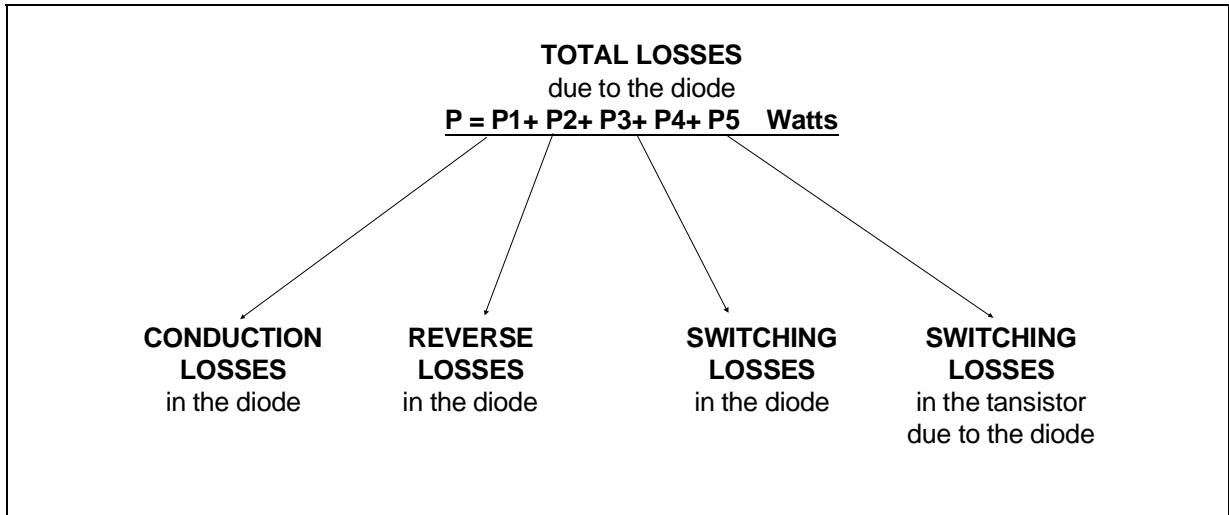 TOTAL LOSSES
due to the diode
P = P1+ P2+ P3+ P4+ P5 Watts
CONDUCTION
LOSSES
in the diode
REVERSE
LOSSES
in the diode
SWITCHING
LOSSES
in the diode
SWITCHING
LOSSES
in the tansistor
due to the diode